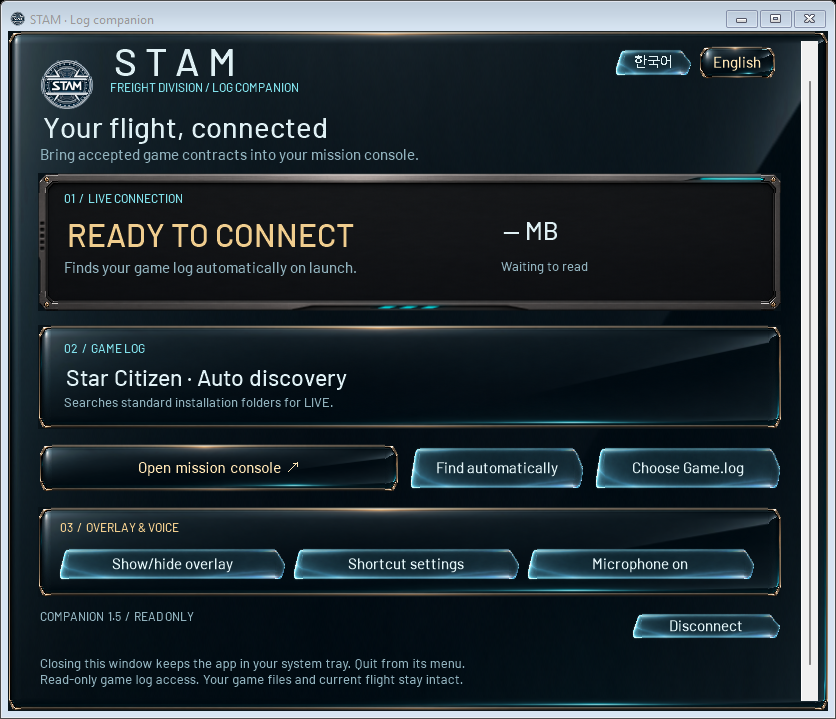 STAM · Log companion
STAM
STAM
FREIGHT DIVISION / LOG COMPANION
한국어
English
Your flight, connected
Bring accepted game contracts into your mission console.
01 / LIVE CONNECTION
READY TO CONNECT
Finds your game log automatically on launch.
— MB
Waiting to read
02 / GAME LOG
Star Citizen · Auto discovery
Searches standard installation folders for LIVE.
Open mission console ↗
Find automatically
Choose Game.log
03 / OVERLAY & VOICE
Show/hide overlay
Shortcut settings
Microphone on
COMPANION 1.5 / READ ONLY
Disconnect
Closing this window keeps the app in your system tray. Quit from its menu.
Read-only game log access. Your game files and current flight stay intact.